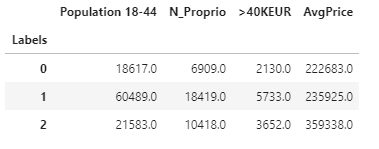 Population 18-44 N_Proprio >40KEUR AvgPrice
Labels
0 18617.0 6909.0 2130.0 222683.0
1 60489.0 18419.0 5733.0 235925.0
2 21583.0 10418.0 3652.0 359338.0